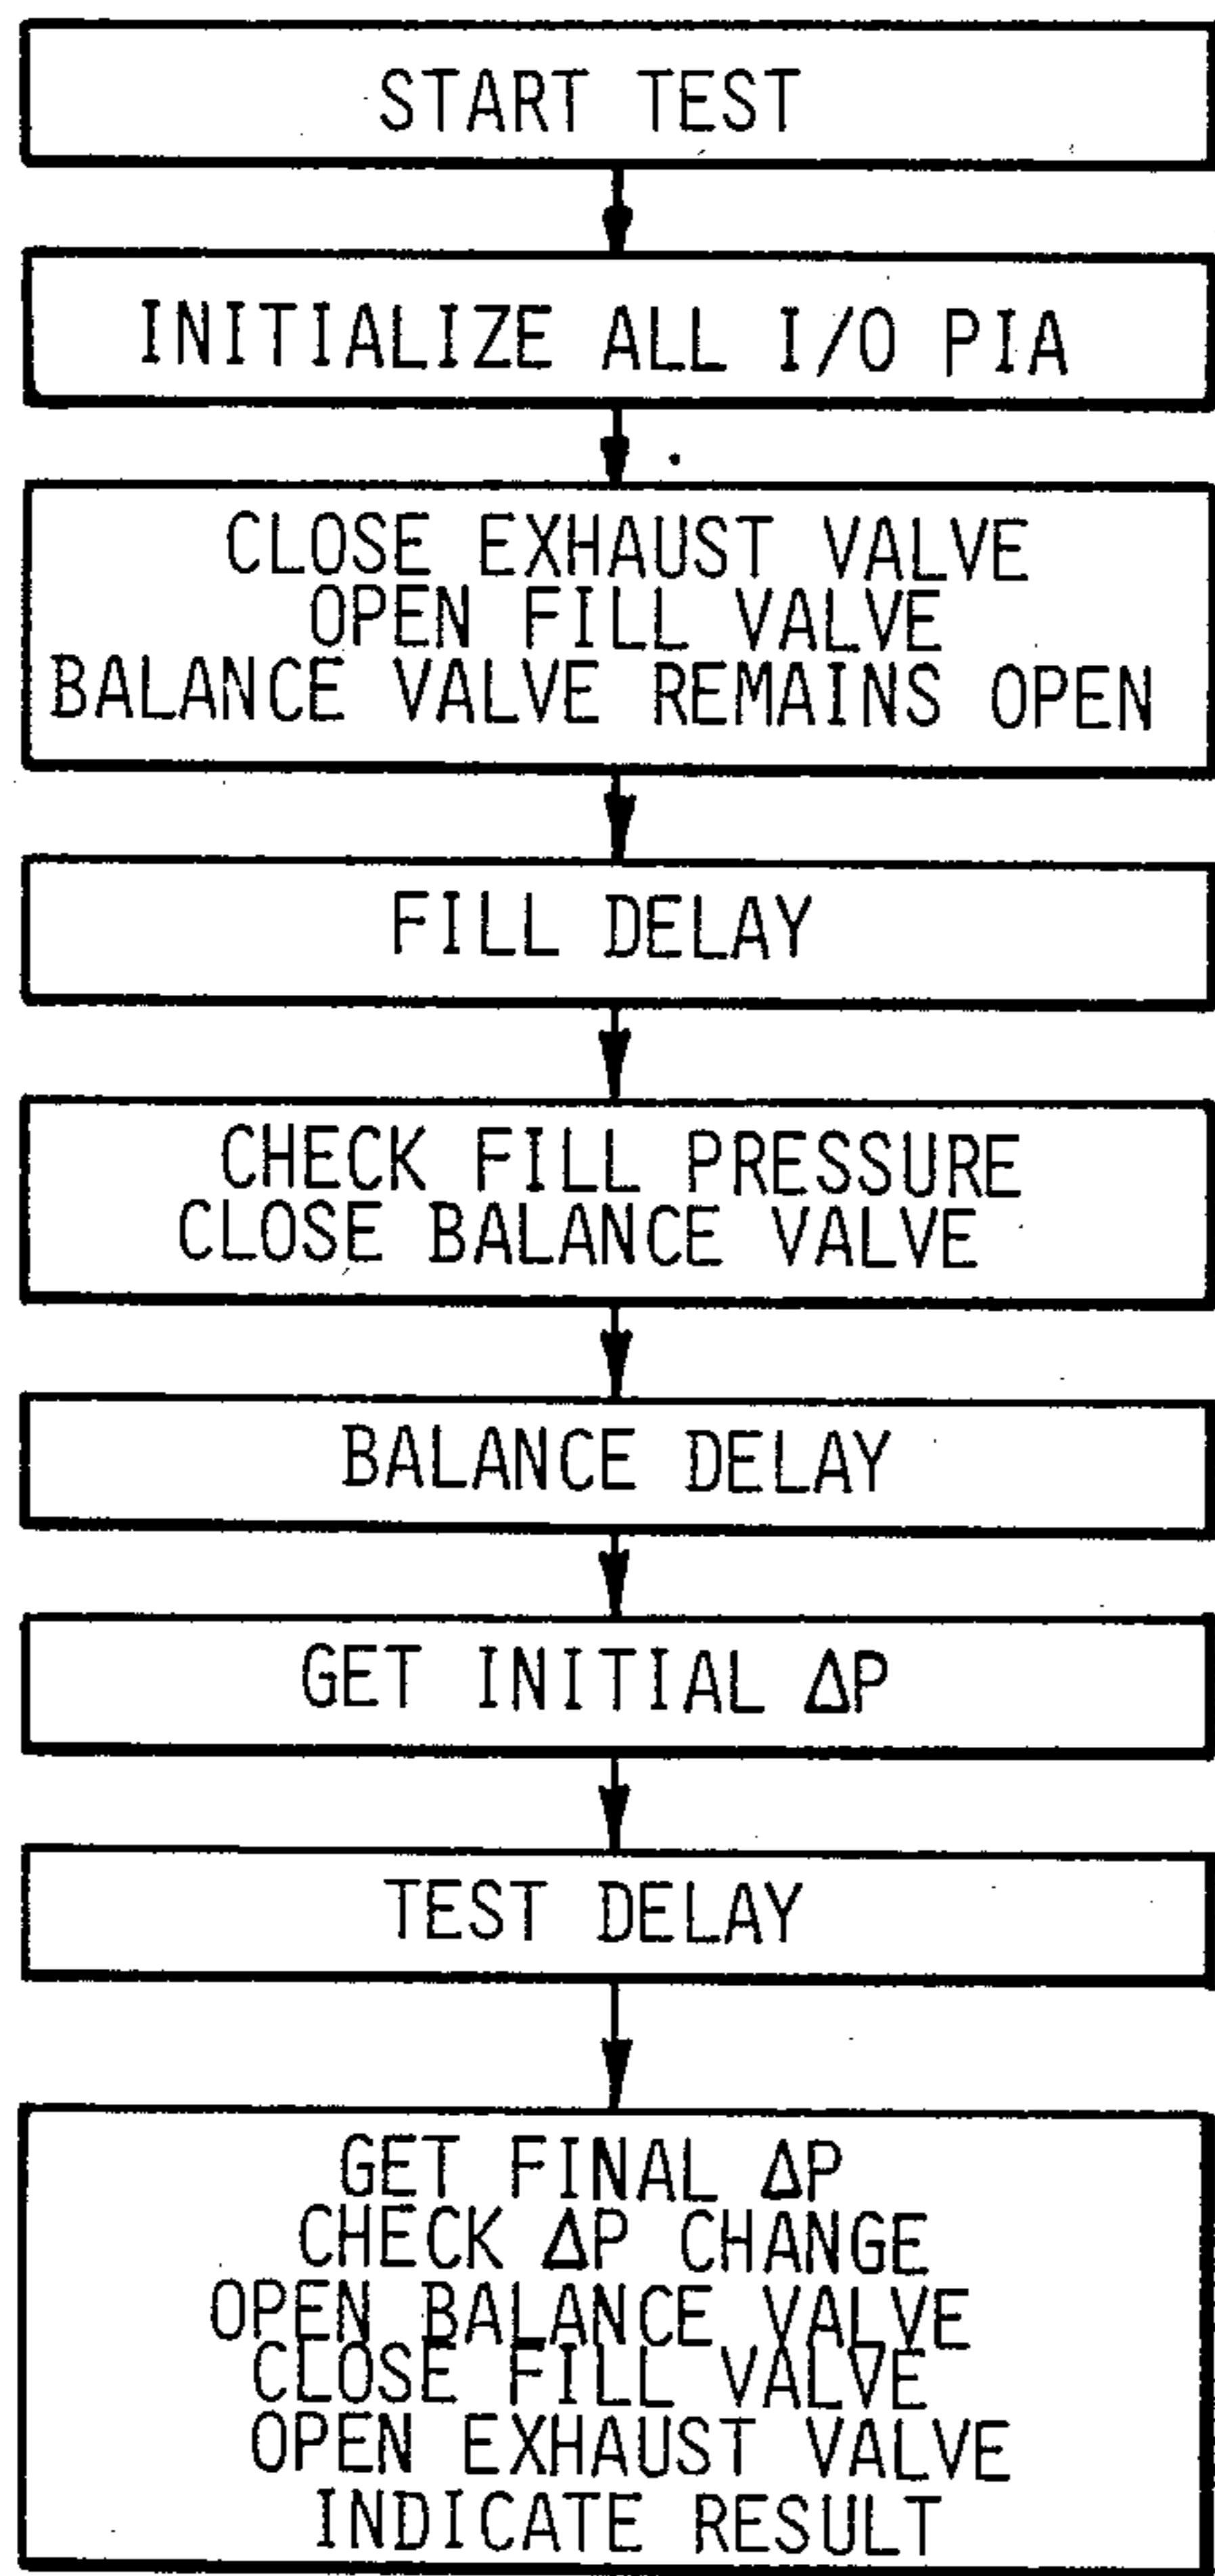 START TEST
INITIALIZE ALL I/O PIA
CLOSE EXHAUST VALVE
OPEN FILL VALVE
BALANCE VALVE REMAINS OPEN
FILL DELAY
CHECK FILL PRESSURE
CLOSE BALANCE VALVE
BALANCE DELAY
GET INITIAL ΔP
TEST DELAY
GET FINAL ΔP
CHECK ΔP CHANGE
OPEN BALANCE VALVE
CLOSE FILL VALVE
OPEN EXHAUST VALVE
INDICATE RESULT